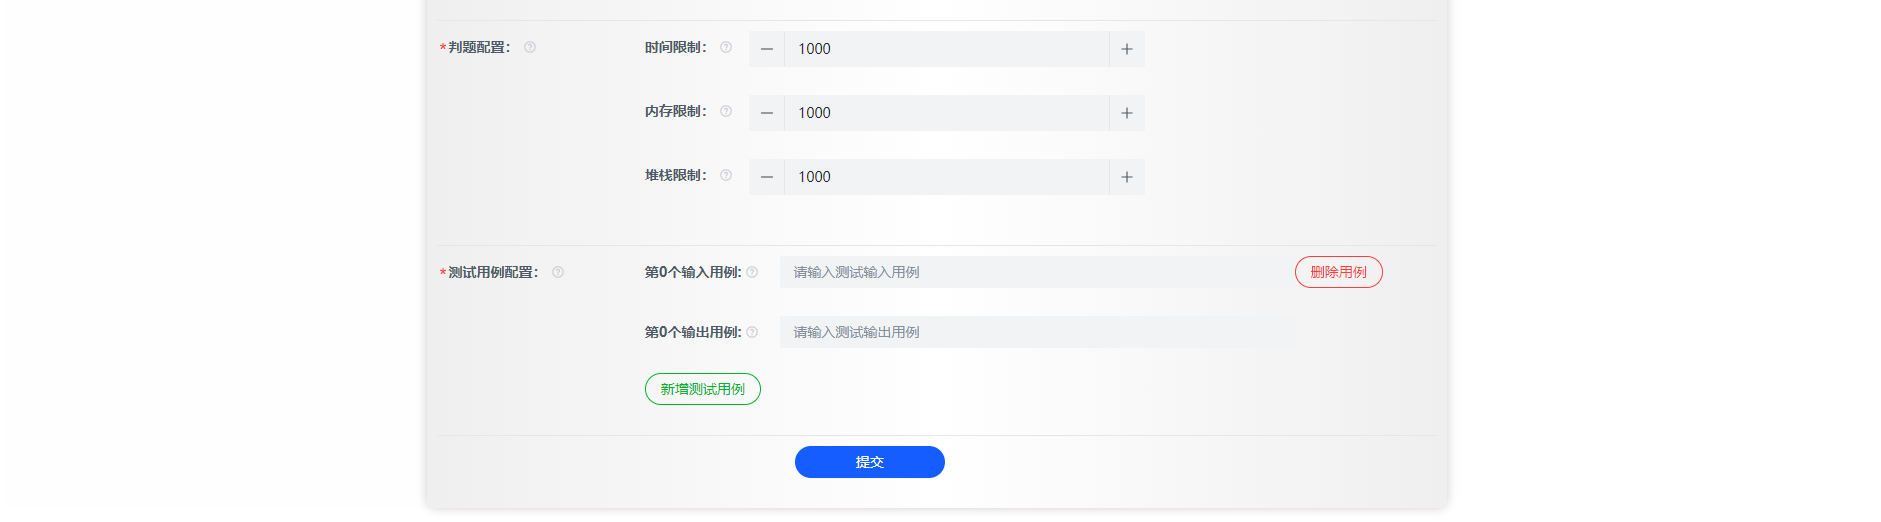 *判题配置：
时间限制：
1000
内存限制：
1000
堆栈限制：
1000
*测试用例配置：
第0个输入用例:
请输入测试输入用例
删除用例
第0个输出用例:
请输入测试输出用例
新增测试用例
提交